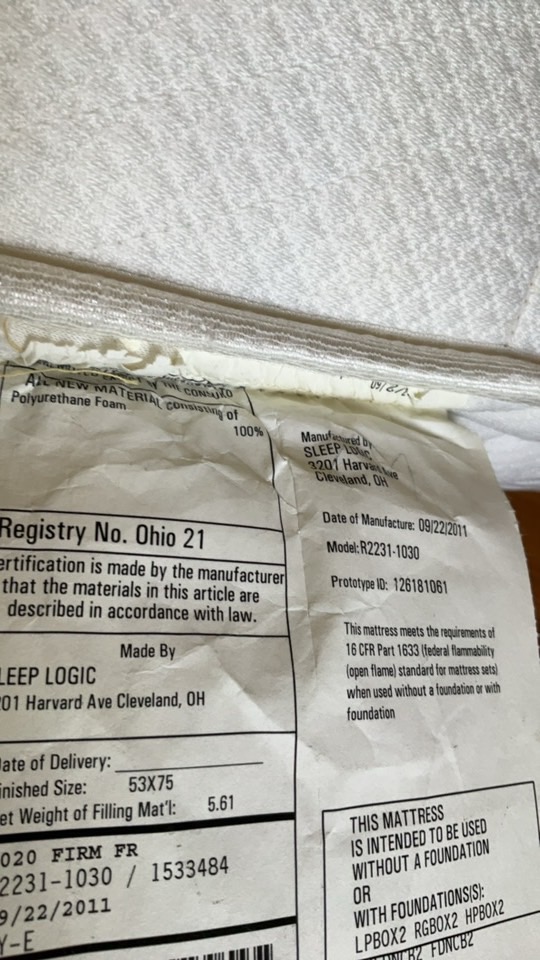 ALL NEW MATERIAL Consisting of
Polyurethane Foam
100%
Registry No. Ohio 21
ertification is made by the manufacturer
that the materials in this article are
described in accordance with law.
Made By
LEEP LOGIC
01 Harvard Ave Cleveland, OH
ate of Delivery:
inished Size: 53X75
et Weight of Filling Mat'l: 5.61
020 FIRM FR
2231-1030 / 1533484
9/22/2011
Y-E
Manufactured by
SLEEP LOGIC
3201 Harvard Ave
Cleveland, OH
Date of Manufacture: 09/22/2011
Model:R2231-1030
Prototype ID: 126181061
This mattress meets the requirements of
16 CFR Part 1633 (federal flammability
(open flame) standard for mattress sets)
when used without a foundation or with
foundation
THIS MATTRESS
IS INTENDED TO BE USED
WITHOUT A FOUNDATION
OR
WITH FOUNDATIONS(S):
LPBOX2 RGBOX2 HPBOX2
FUNCB2